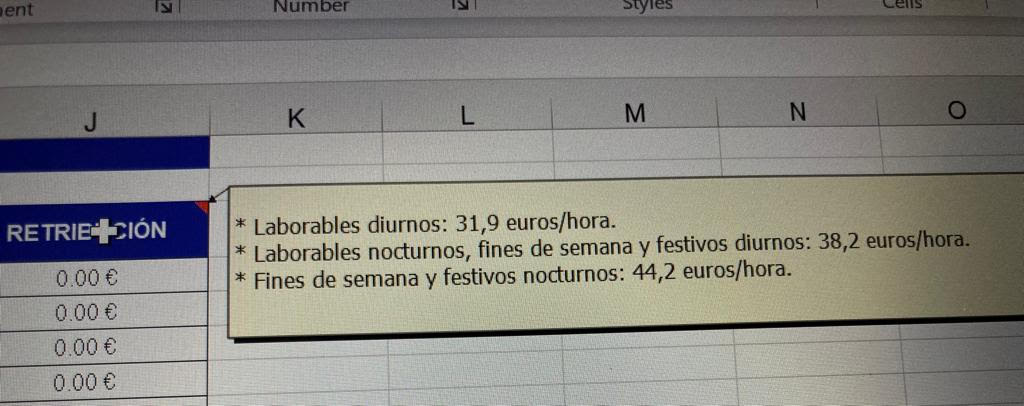 ent
Number
Styles
Cells
J K L M N O
* Laborables diurnos: 31,9 euros/hora.
* Laborables nocturnos, fines de semana y festivos diurnos: 38,2 euros/hora.
* Fines de semana y festivos nocturnos: 44,2 euros/hora.
0.00 €
0.00 €
0.00 €
0.00 €